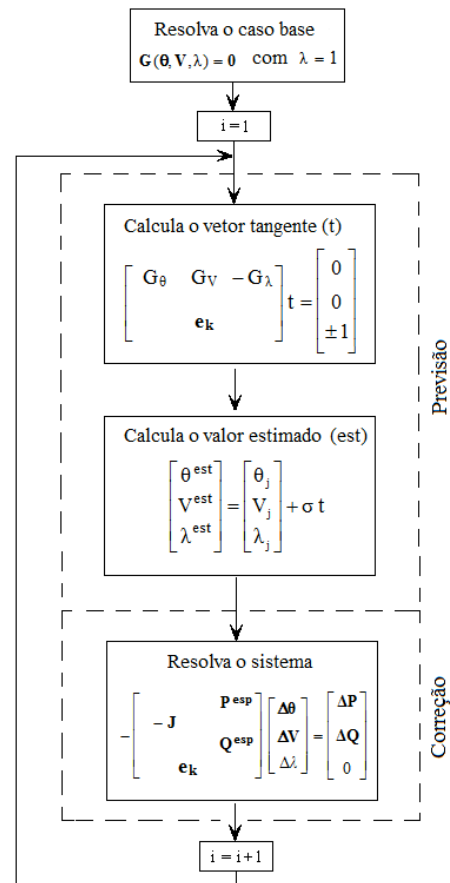 Resolva o caso base
G(θ, V, λ) = 0 com λ = 1
i = 1
Calcula o vetor tangente (t)
[ G_θ G_V −G_λ ; e_k ] t = [ 0 ; 0 ; ±1 ]
Previsão
Calcula o valor estimado (est)
[ θ^est ; V^est ; λ^est ] = [ θ_j ; V_j ; λ_j ] + σ t
Resolva o sistema
− [ −J P^esp ; Q^esp ; e_k ] [ Δθ ; ΔV ; Δλ ] = [ ΔP ; ΔQ ; 0 ]
Correção
i = i+1